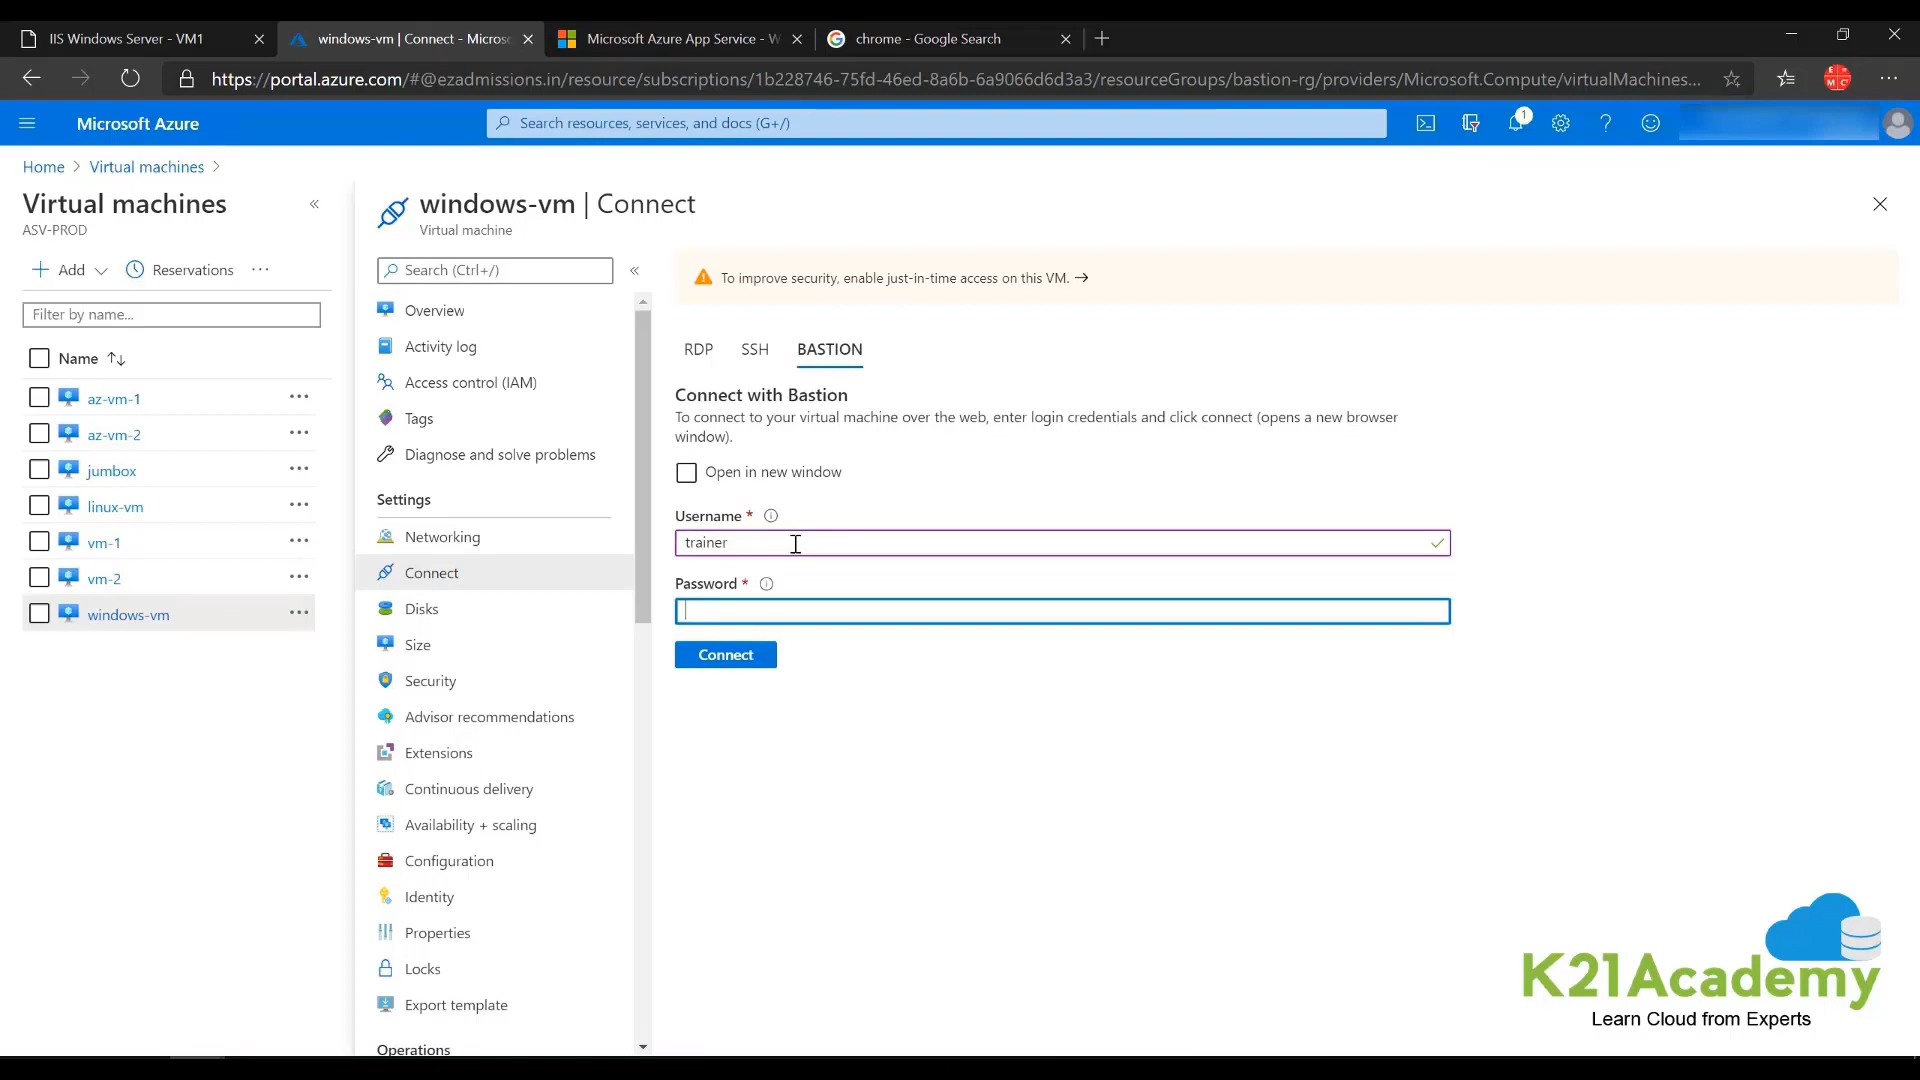 IIS Windows Server - VM1
windows-vm | Connect - Micros
Microsoft Azure App Service - W
chrome - Google Search
https://portal.azure.com/#@ezadmissions.in/resource/subscriptions/1b228746-75fd-46ed-8a6b-6a9066d6d3a3/resourceGroups/bastion-rg/providers/Microsoft.Compute/virtualMachines...
Microsoft Azure
Search resources, services, and docs (G+/)
1
Home > Virtual machines >
Virtual machines
ASV-PROD
Add
Reservations
Filter by name...
Name
az-vm-1
az-vm-2
jumbox
linux-vm
vm-1
vm-2
windows-vm
windows-vm | Connect
Virtual machine
Search (Ctrl+/)
Overview
Activity log
Access control (IAM)
Tags
Diagnose and solve problems
Settings
Networking
Connect
Disks
Size
Security
Advisor recommendations
Extensions
Continuous delivery
Availability + scaling
Configuration
Identity
Properties
Locks
Export template
Operations
To improve security, enable just-in-time access on this VM. →
RDP
SSH
BASTION
Connect with Bastion
To connect to your virtual machine over the web, enter login credentials and click connect (opens a new browser
window).
Open in new window
Username *
trainer
Password *
Connect
K21Academy
Learn Cloud from Experts